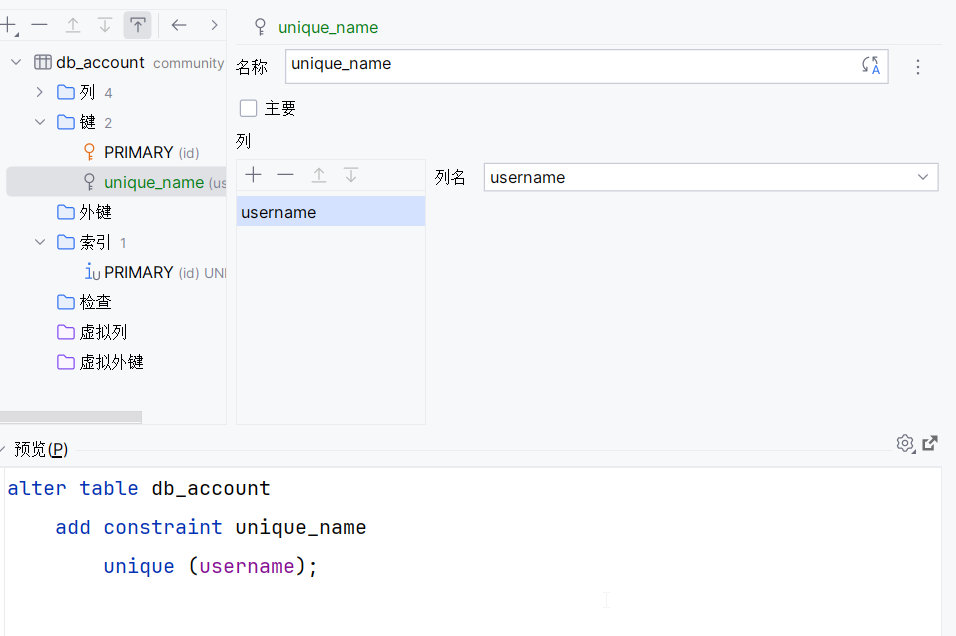 unique_name
db_account community
名称 unique_name
列 4
主要
键 2
列
PRIMARY (id)
列名 username
unique_name (us
username
外键
索引 1
PRIMARY (id) UNI
检查
虚拟列
虚拟外键
预览(P)
alter table db_account
add constraint unique_name
unique (username);